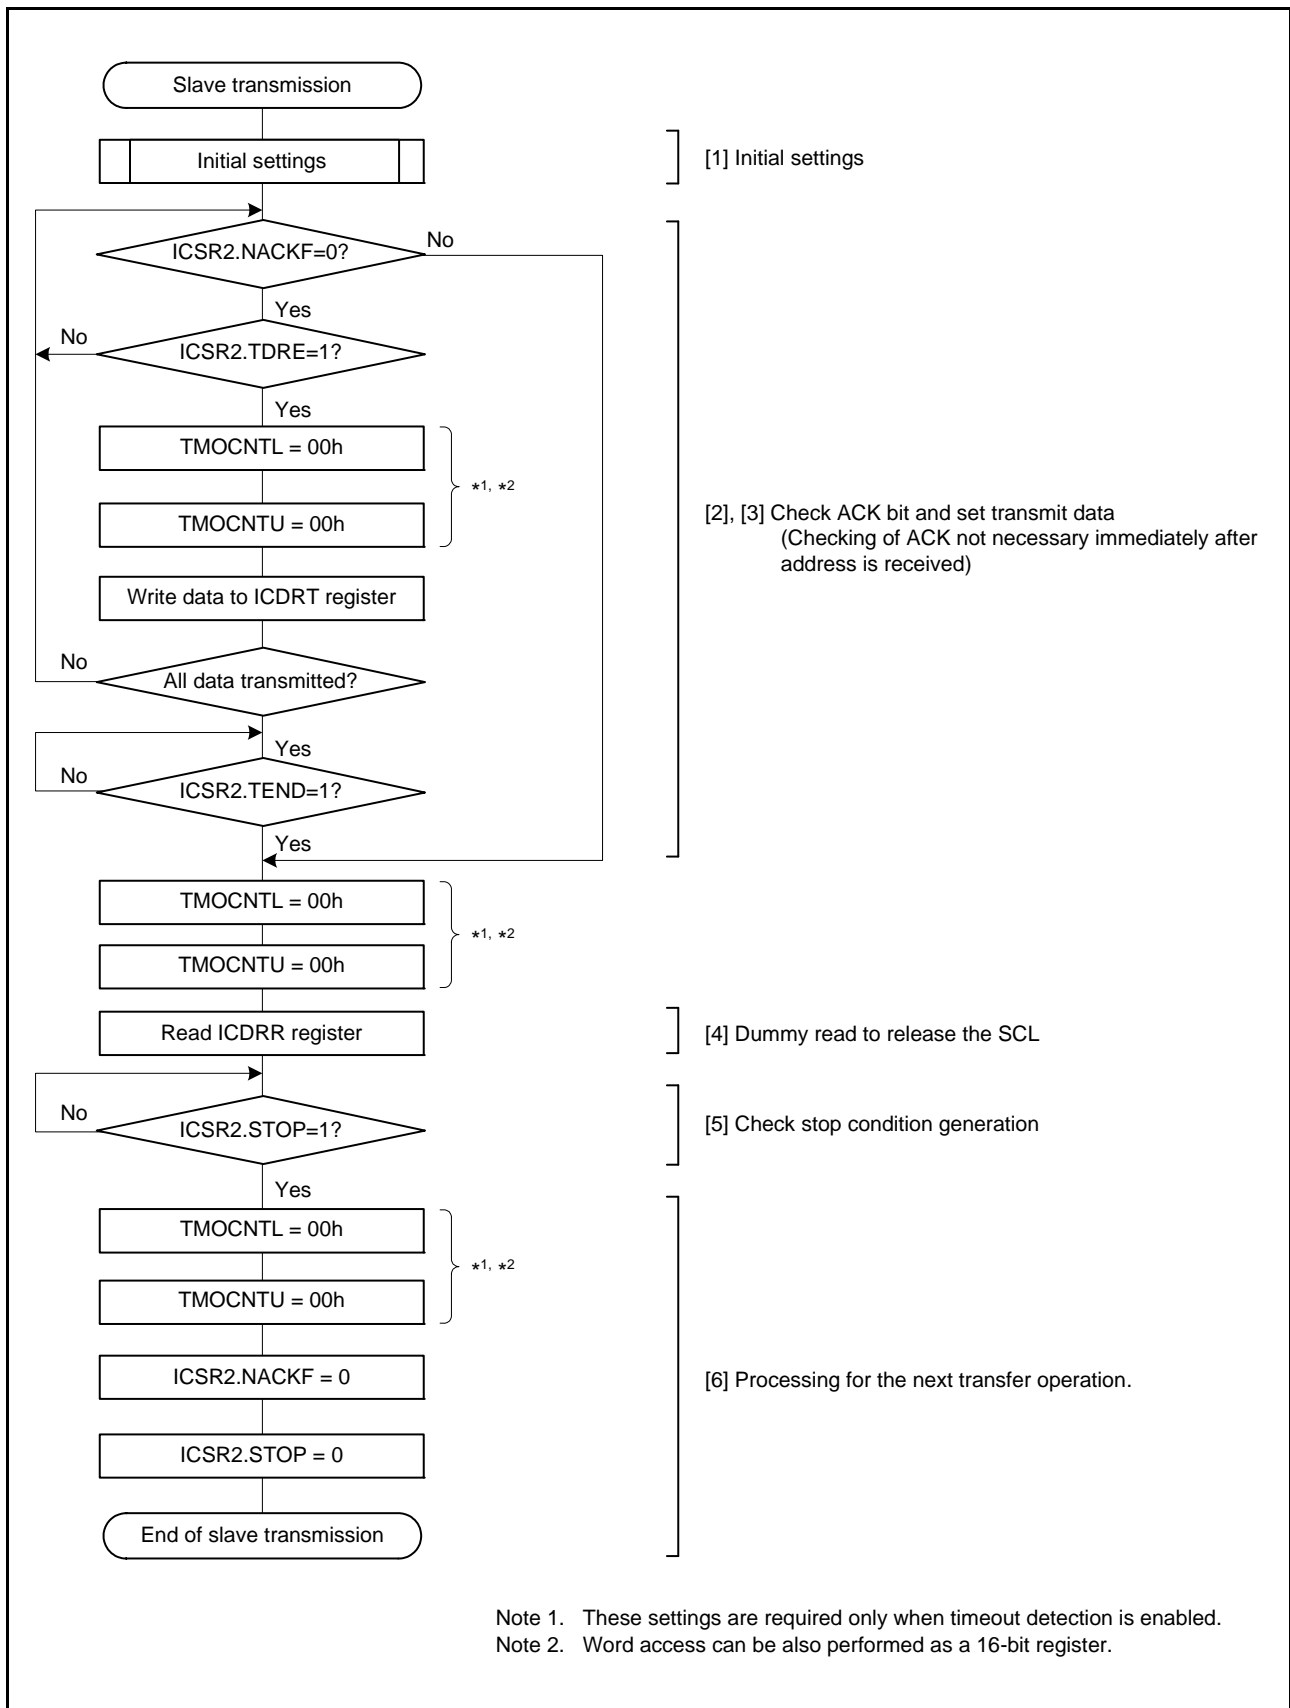 Slave transmission
Initial settings
[1] Initial settings
ICSR2.NACKF=0?
No
Yes
No
ICSR2.TDRE=1?
Yes
TMOCNTL = 00h
*1, *2
TMOCNTU = 00h
[2], [3] Check ACK bit and set transmit data
(Checking of ACK not necessary immediately after
address is received)
Write data to ICDRT register
No
All data transmitted?
Yes
No
ICSR2.TEND=1?
Yes
TMOCNTL = 00h
*1, *2
TMOCNTU = 00h
Read ICDRR register
[4] Dummy read to release the SCL
No
ICSR2.STOP=1?
[5] Check stop condition generation
Yes
TMOCNTL = 00h
*1, *2
TMOCNTU = 00h
ICSR2.NACKF = 0
[6] Processing for the next transfer operation.
ICSR2.STOP = 0
End of slave transmission
Note 1. These settings are required only when timeout detection is enabled.
Note 2. Word access can be also performed as a 16-bit register.